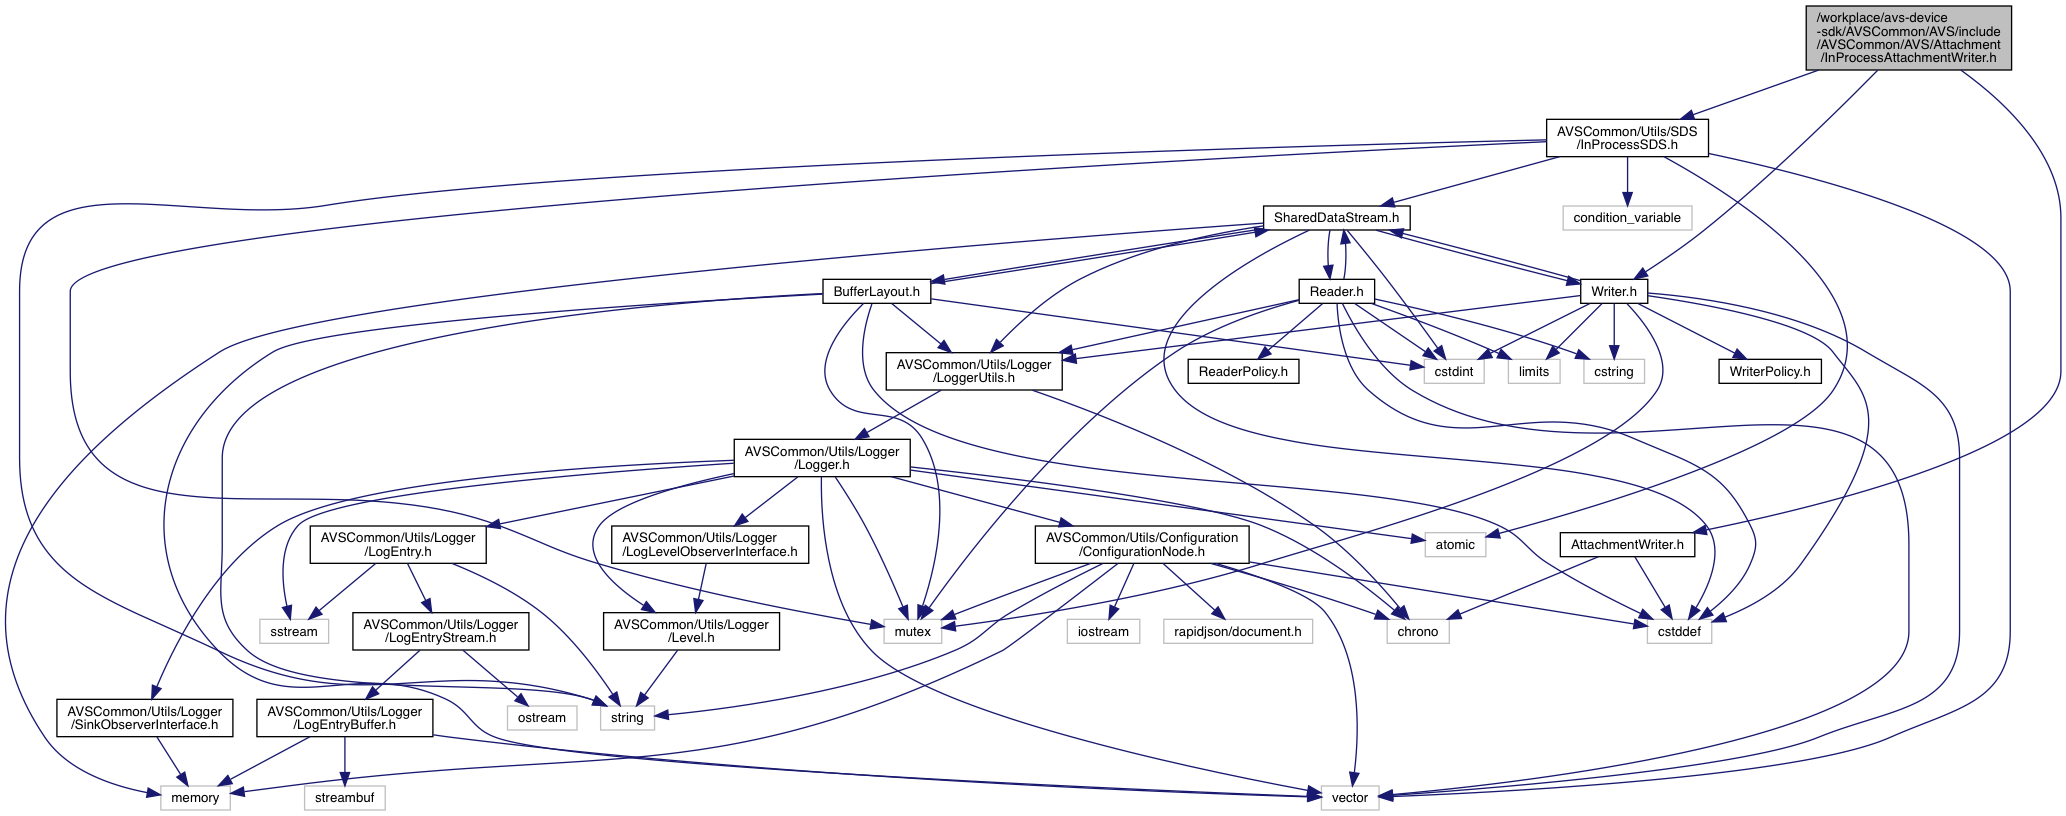 /workplace/avs-device
-sdk/AVSCommon/AVS/include
/AVSCommon/AVS/Attachment
/InProcessAttachmentWriter.h
AVSCommon/Utils/SDS
/InProcessSDS.h
SharedDataStream.h
condition_variable
BufferLayout.h
Reader.h
Writer.h
AVSCommon/Utils/Logger
/LoggerUtils.h
ReaderPolicy.h
cstdint
limits
cstring
WriterPolicy.h
AVSCommon/Utils/Logger
/Logger.h
AVSCommon/Utils/Logger
/LogEntry.h
AVSCommon/Utils/Logger
/LogLevelObserverInterface.h
AVSCommon/Utils/Configuration
/ConfigurationNode.h
atomic
AttachmentWriter.h
sstream
AVSCommon/Utils/Logger
/LogEntryStream.h
AVSCommon/Utils/Logger
/Level.h
mutex
iostream
rapidjson/document.h
chrono
cstddef
AVSCommon/Utils/Logger
/SinkObserverInterface.h
AVSCommon/Utils/Logger
/LogEntryBuffer.h
ostream
string
memory
streambuf
vector